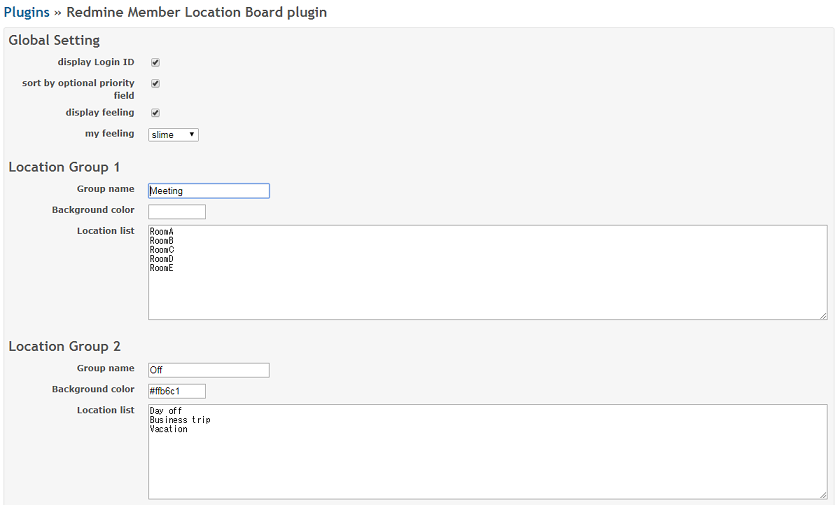 Plugins » Redmine Member Location Board plugin
Global Setting
display Login ID
sort by optional priority
field
display feeling
my feeling slime
Location Group 1
Group name Meeting
Background color
Location list RoomA
RoomB
RoomC
RoomD
RoomE
Location Group 2
Group name Off
Background color #ffb6c1
Location list Day off
Business trip
Vacation